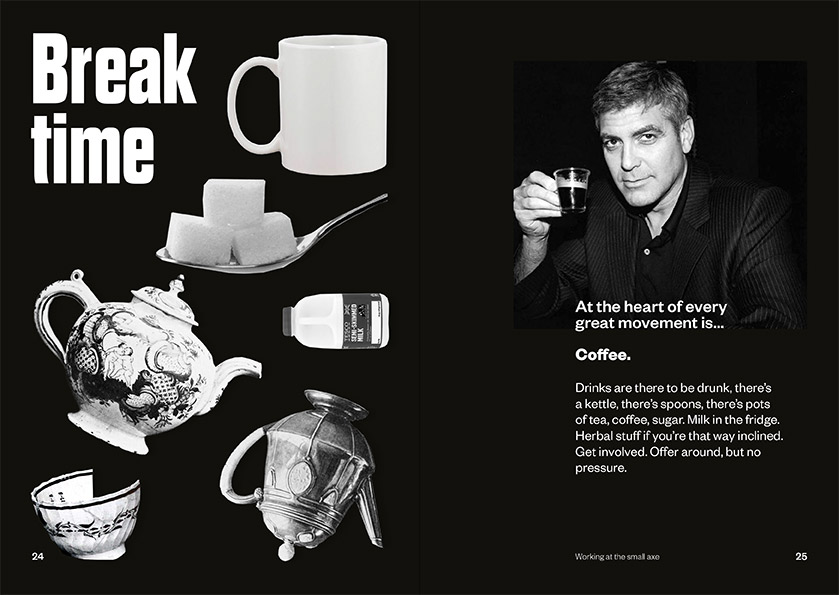 Break
time
TESCO
SEMI-SKIMMED
MILK
24
At the heart of every
great movement is...
Coffee.
Drinks are there to be drunk, there's
a kettle, there's spoons, there's pots
of tea, coffee, sugar. Milk in the fridge.
Herbal stuff if you're that way inclined.
Get involved. Offer around, but no
pressure.
Working at the small axe
25